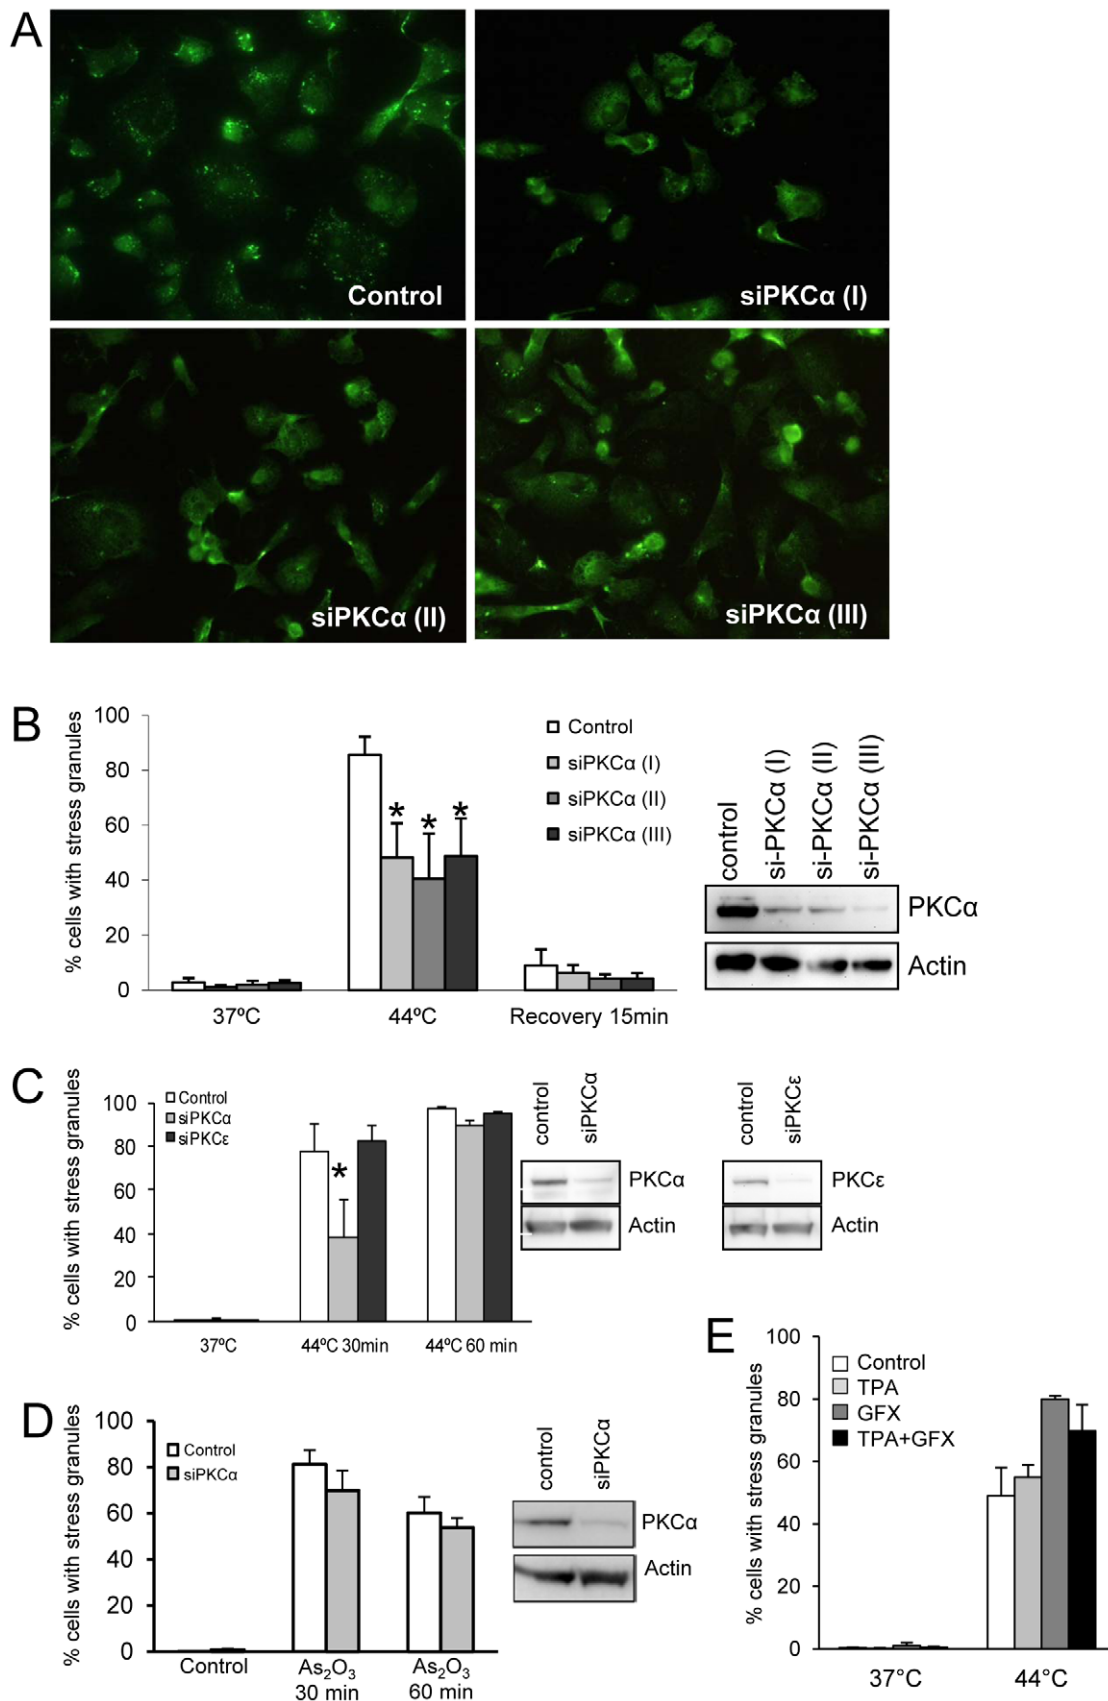 A
Control
siPKCα (I)
siPKCα (II)
siPKCα (III)
B
% cells with stress granules
100
80
60
40
20
0
Control
siPKCα (I)
siPKCα (II)
siPKCα (III)
* * *
37ºC
44ºC
Recovery 15min
control
si-PKCα (I)
si-PKCα (II)
si-PKCα (III)
PKCα
Actin
C
% cells with stress granules
100
80
60
40
20
0
Control
siPKCα
siPKCε
*
37ºC
44ºC 30min
44ºC 60 min
control
siPKCα
PKCα
Actin
control
siPKCε
PKCε
Actin
D
% cells with stress granules
100
80
60
40
20
0
Control
siPKCα
Control
As₂O₃
30 min
As₂O₃
60 min
control
siPKCα
PKCα
Actin
E
% cells with stress granules
100
80
60
40
20
0
Control
TPA
GFX
TPA+GFX
37°C
44°C